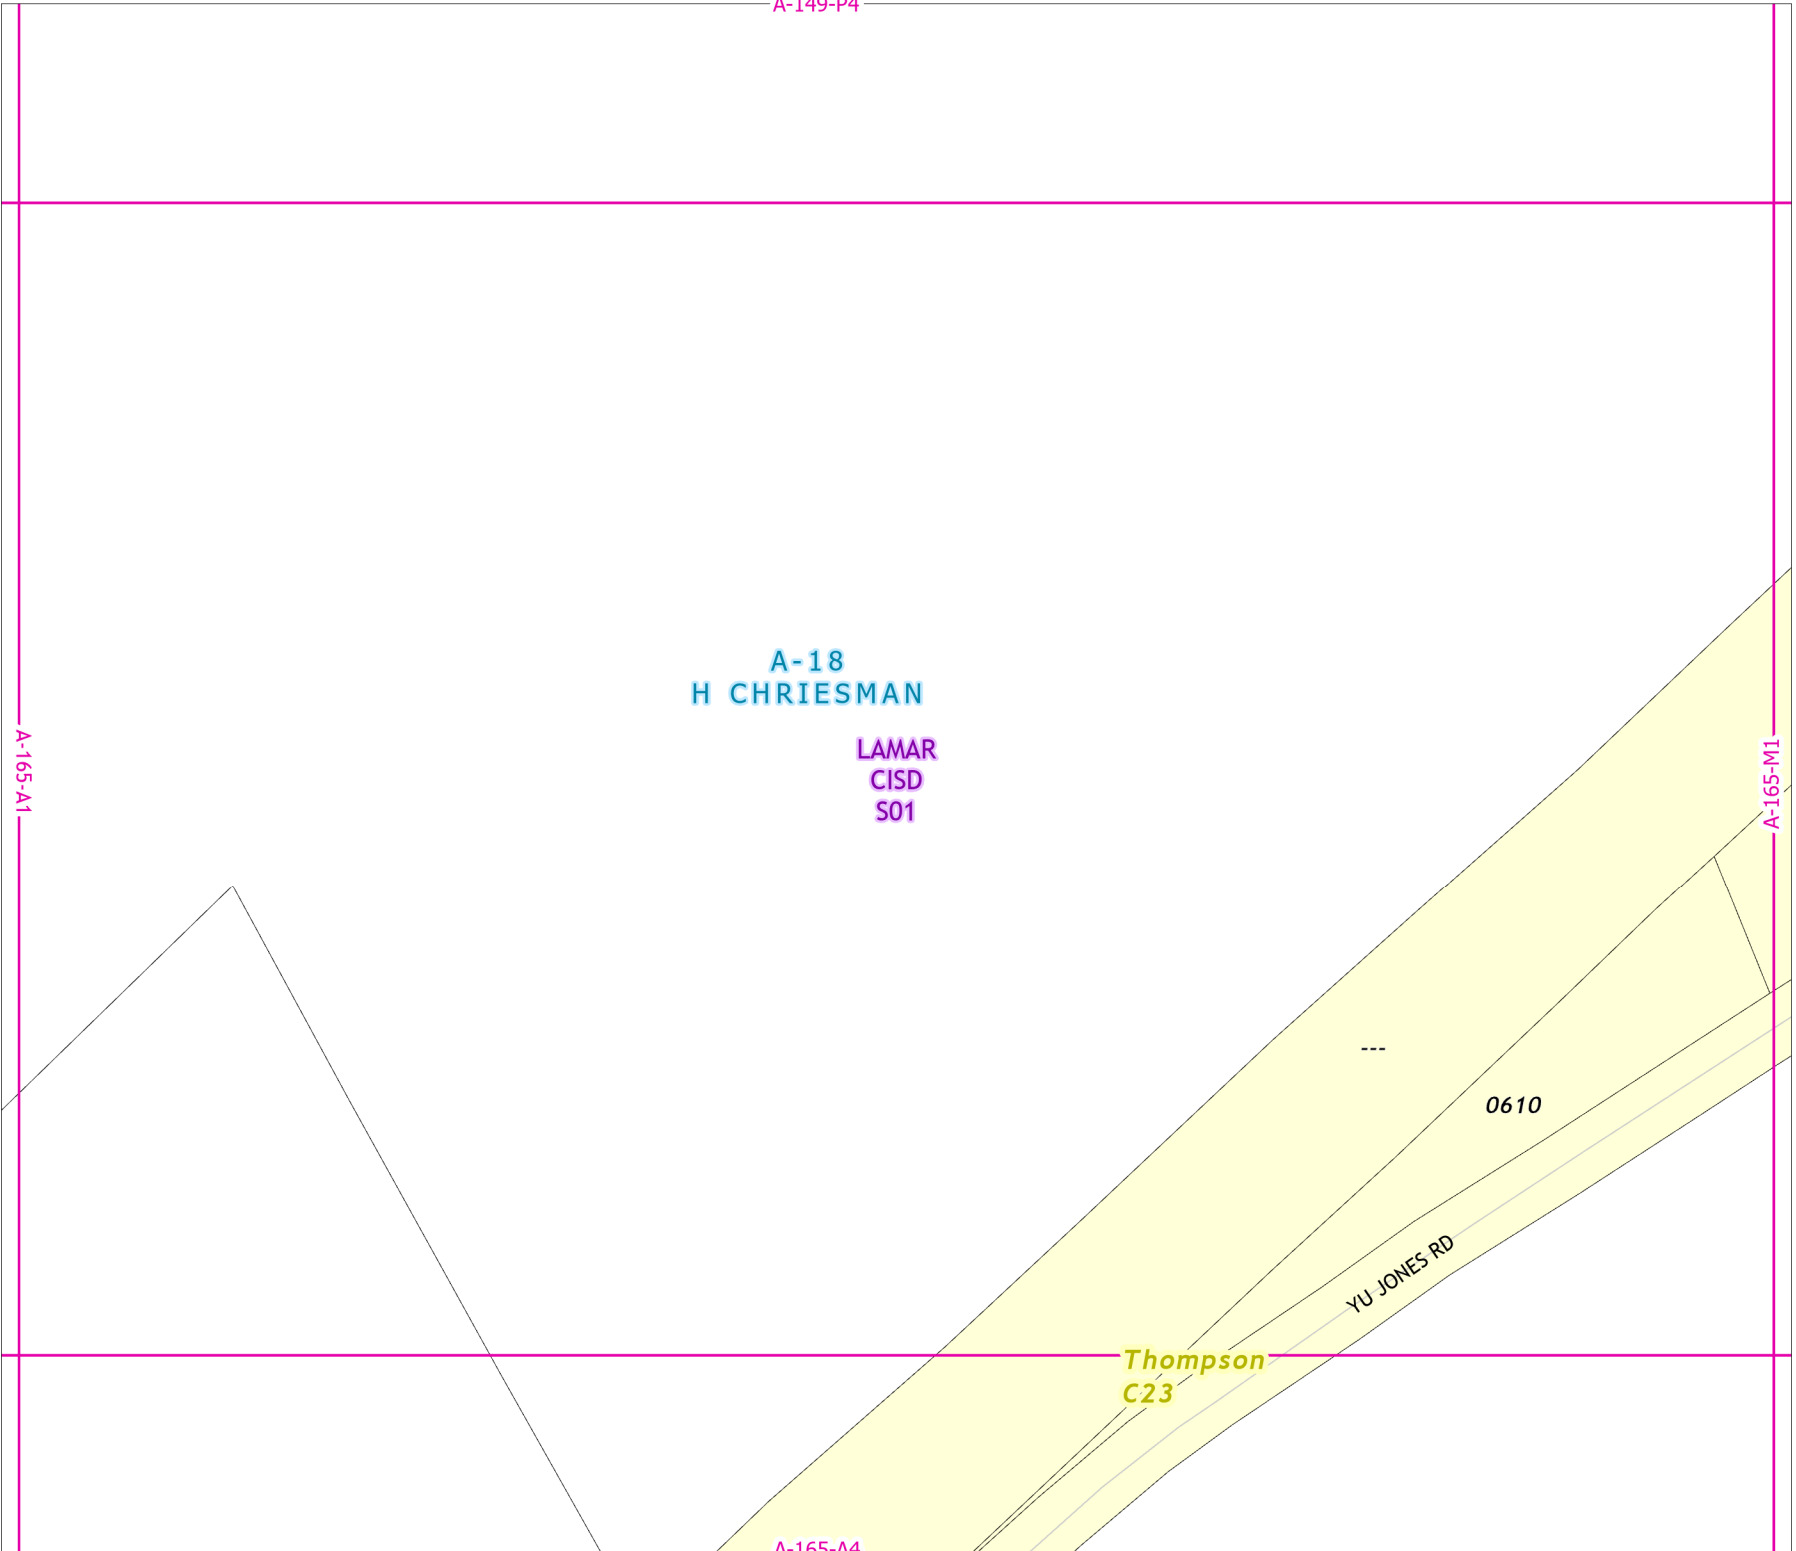 A-149-P4
A-18
H CHRIESMAN
LAMAR
CISD
S01
A-165-A1
A-165-M1
---
0610
YU JONES RD
Thompson
C23
A-165-A4